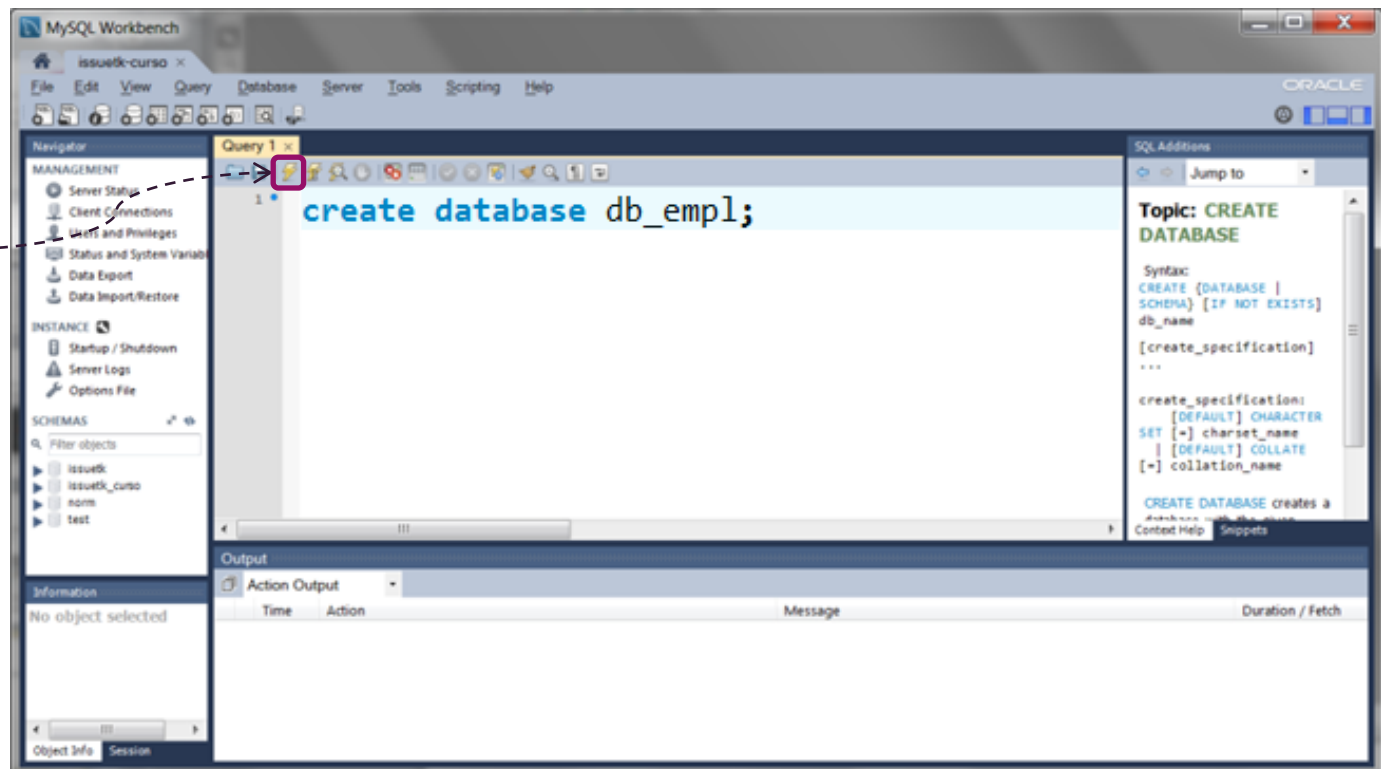 MySQL Workbench
issuetk-curso
File Edit View Query Database Server Tools Scripting Help
ORACLE
Navigator
MANAGEMENT
Server Status
Client Connections
Users and Privileges
Status and System Variabl
Data Export
Data Import/Restore
INSTANCE
Startup / Shutdown
Server Logs
Options File
SCHEMAS
Filter objects
issuetk
issuetk_curso
norm
test
Information
No object selected
Object Info Session
Query 1
1
create database db_empl;
SQL Additions
Jump to
Topic: CREATE
DATABASE
Syntax:
CREATE {DATABASE |
SCHEMA} [IF NOT EXISTS]
db_name
[create_specification]
...
create_specification:
[DEFAULT] CHARACTER
SET [=] charset_name
| [DEFAULT] COLLATE
[=] collation_name
CREATE DATABASE creates a
database with the given
Context Help Snippets
Output
Action Output
Time Action Message Duration / Fetch